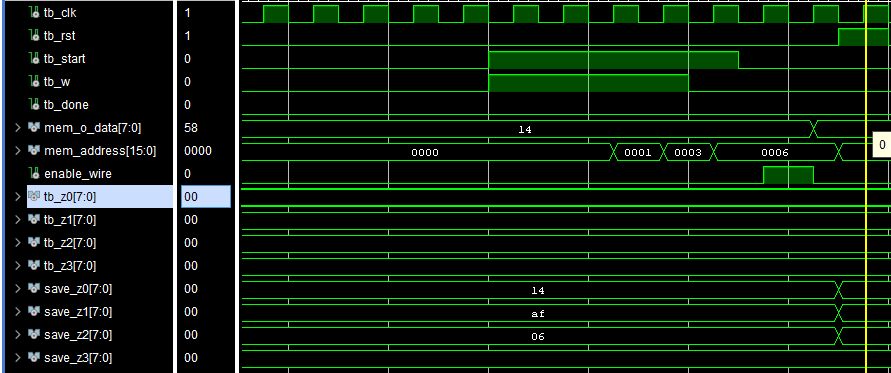 tb_clk 1
tb_rst 1
tb_start 0
tb_w 0
tb_done 0
mem_o_data[7:0] 58 14
mem_address[15:0] 0000 0000 0001 0003 0006 0
enable_wire 0
tb_z0[7:0] 00
tb_z1[7:0] 00
tb_z2[7:0] 00
tb_z3[7:0] 00
save_z0[7:0] 00 14
save_z1[7:0] 00 af
save_z2[7:0] 00 06
save_z3[7:0] 00